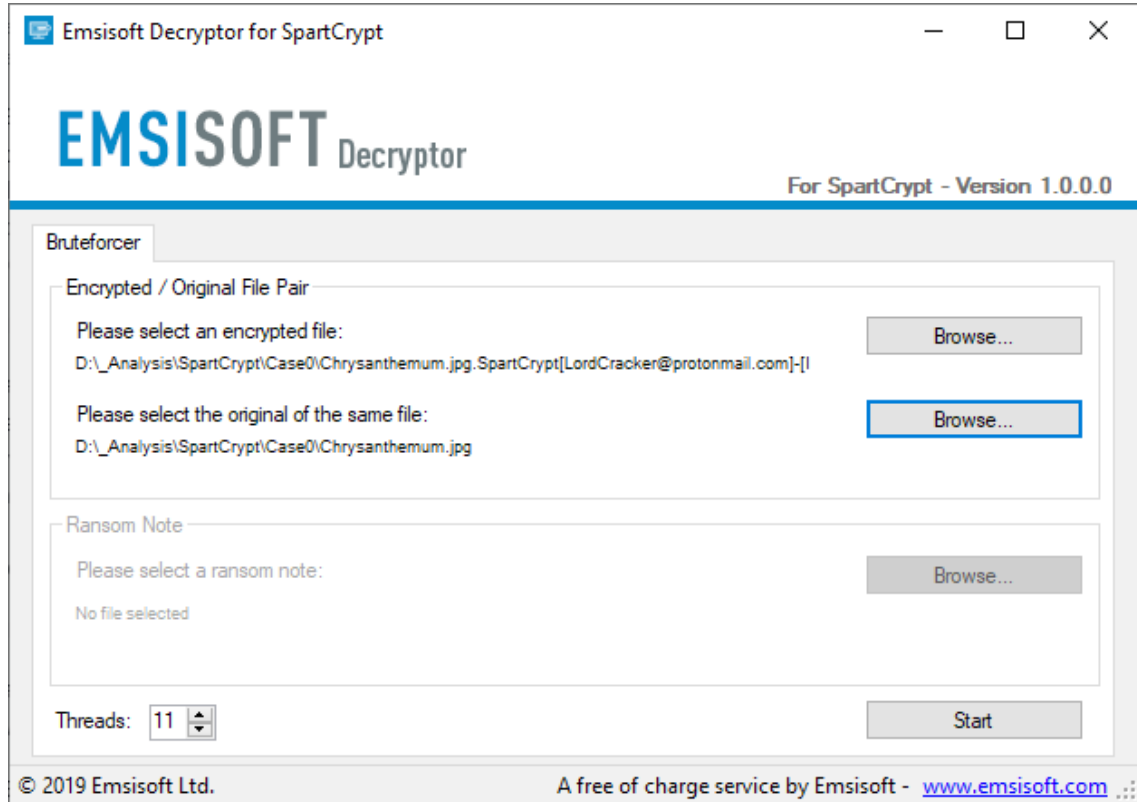 Emsisoft Decryptor for SpartCrypt
EMSISOFT Decryptor
For SpartCrypt - Version 1.0.0.0
Bruteforcer
Encrypted / Original File Pair
Please select an encrypted file:
Browse...
D:\_Analysis\SpartCrypt\Case0\Chrysanthemum.jpg.SpartCrypt[LordCracker@protonmail.com]-[I
Please select the original of the same file:
Browse...
D:\_Analysis\SpartCrypt\Case0\Chrysanthemum.jpg
Ransom Note
Please select a ransom note:
Browse...
No file selected
Threads: 11
Start
© 2019 Emsisoft Ltd.
A free of charge service by Emsisoft - www.emsisoft.com